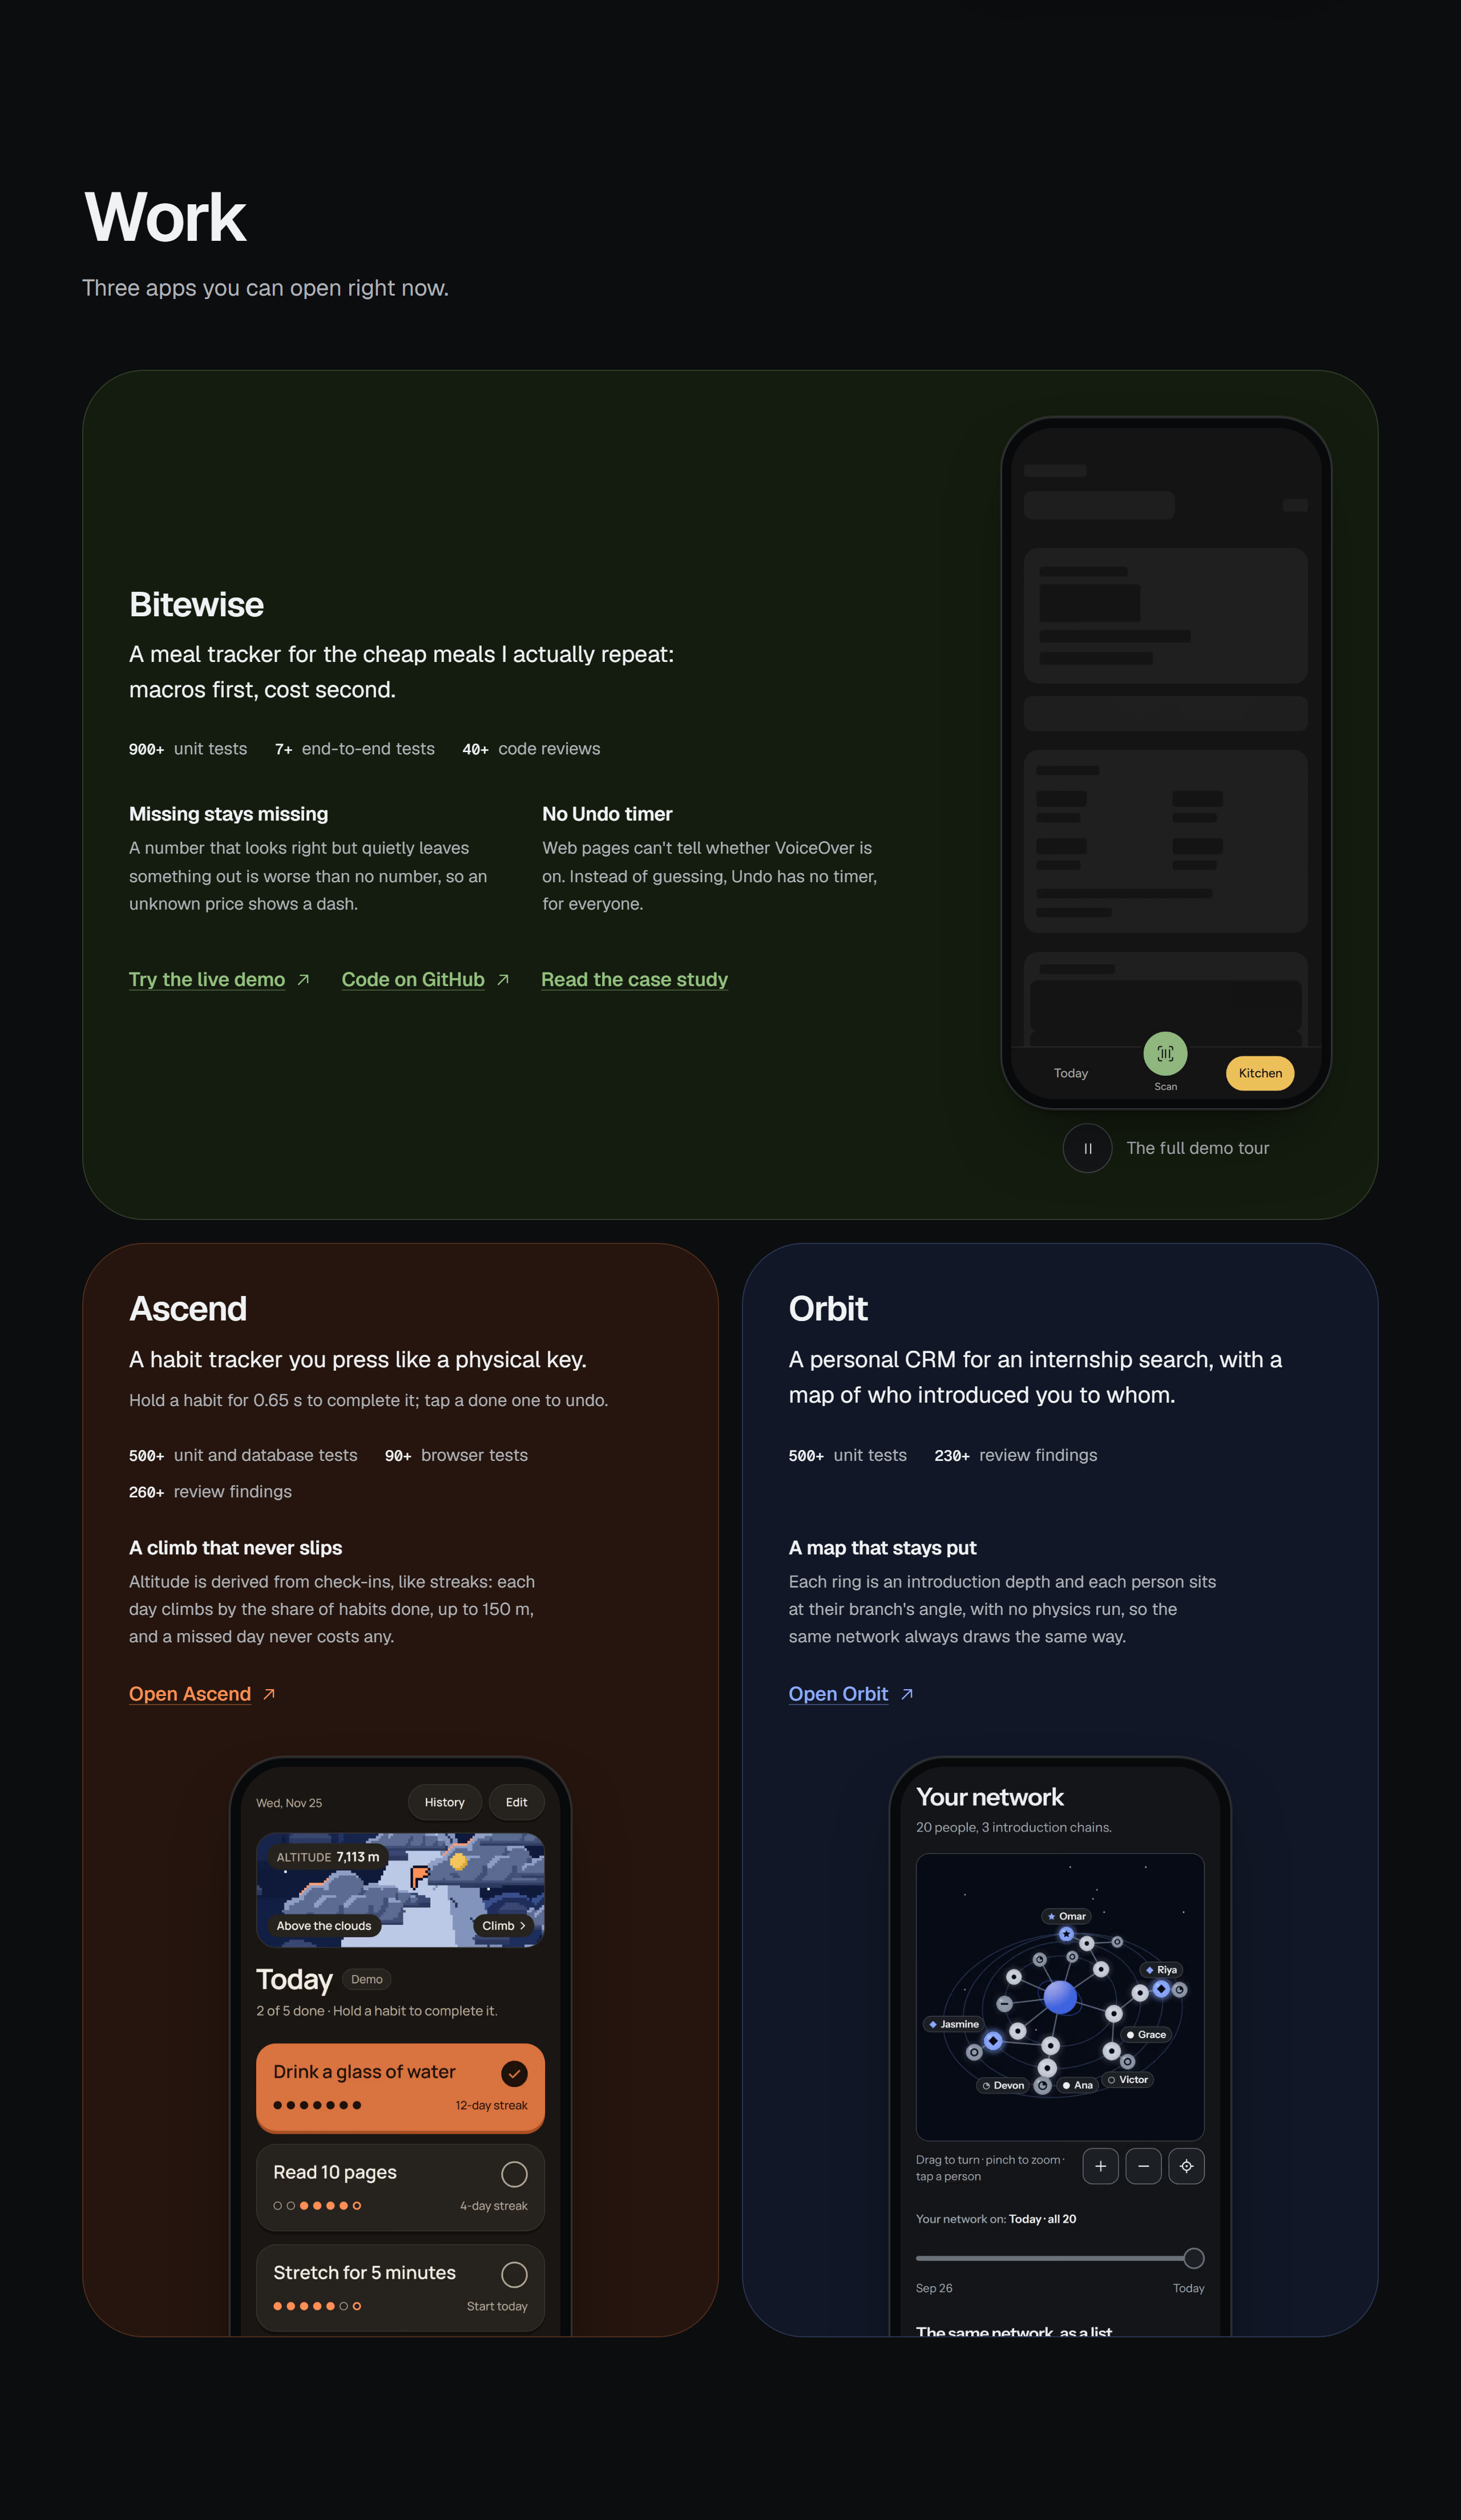 Work
Three apps you can open right now.
Bitewise
A meal tracker for the cheap meals I actually repeat:
macros first, cost second.
900+ unit tests 7+ end-to-end tests 40+ code reviews
Missing stays missing
A number that looks right but quietly leaves
something out is worse than no number, so an
unknown price shows a dash.
No Undo timer
Web pages can't tell whether VoiceOver is
on. Instead of guessing, Undo has no timer,
for everyone.
Try the live demo Code on GitHub Read the case study
Today
Scan
Kitchen
The full demo tour
Ascend
A habit tracker you press like a physical key.
Hold a habit for 0.65 s to complete it; tap a done one to undo.
500+ unit and database tests 90+ browser tests
260+ review findings
A climb that never slips
Altitude is derived from check-ins, like streaks: each
day climbs by the share of habits done, up to 150 m,
and a missed day never costs any.
Open Ascend
Wed, Nov 25
History
Edit
ALTITUDE 7,113 m
Above the clouds
Climb
Today Demo
2 of 5 done · Hold a habit to complete it.
Drink a glass of water
12-day streak
Read 10 pages
4-day streak
Stretch for 5 minutes
Start today
Orbit
A personal CRM for an internship search, with a
map of who introduced you to whom.
500+ unit tests 230+ review findings
A map that stays put
Each ring is an introduction depth and each person sits
at their branch's angle, with no physics run, so the
same network always draws the same way.
Open Orbit
Your network
20 people, 3 introduction chains.
Omar
Riya
Jasmine
Grace
Devon
Ana
Victor
Drag to turn · pinch to zoom ·
tap a person
Your network on: Today · all 20
Sep 26
Today
The same network, as a list